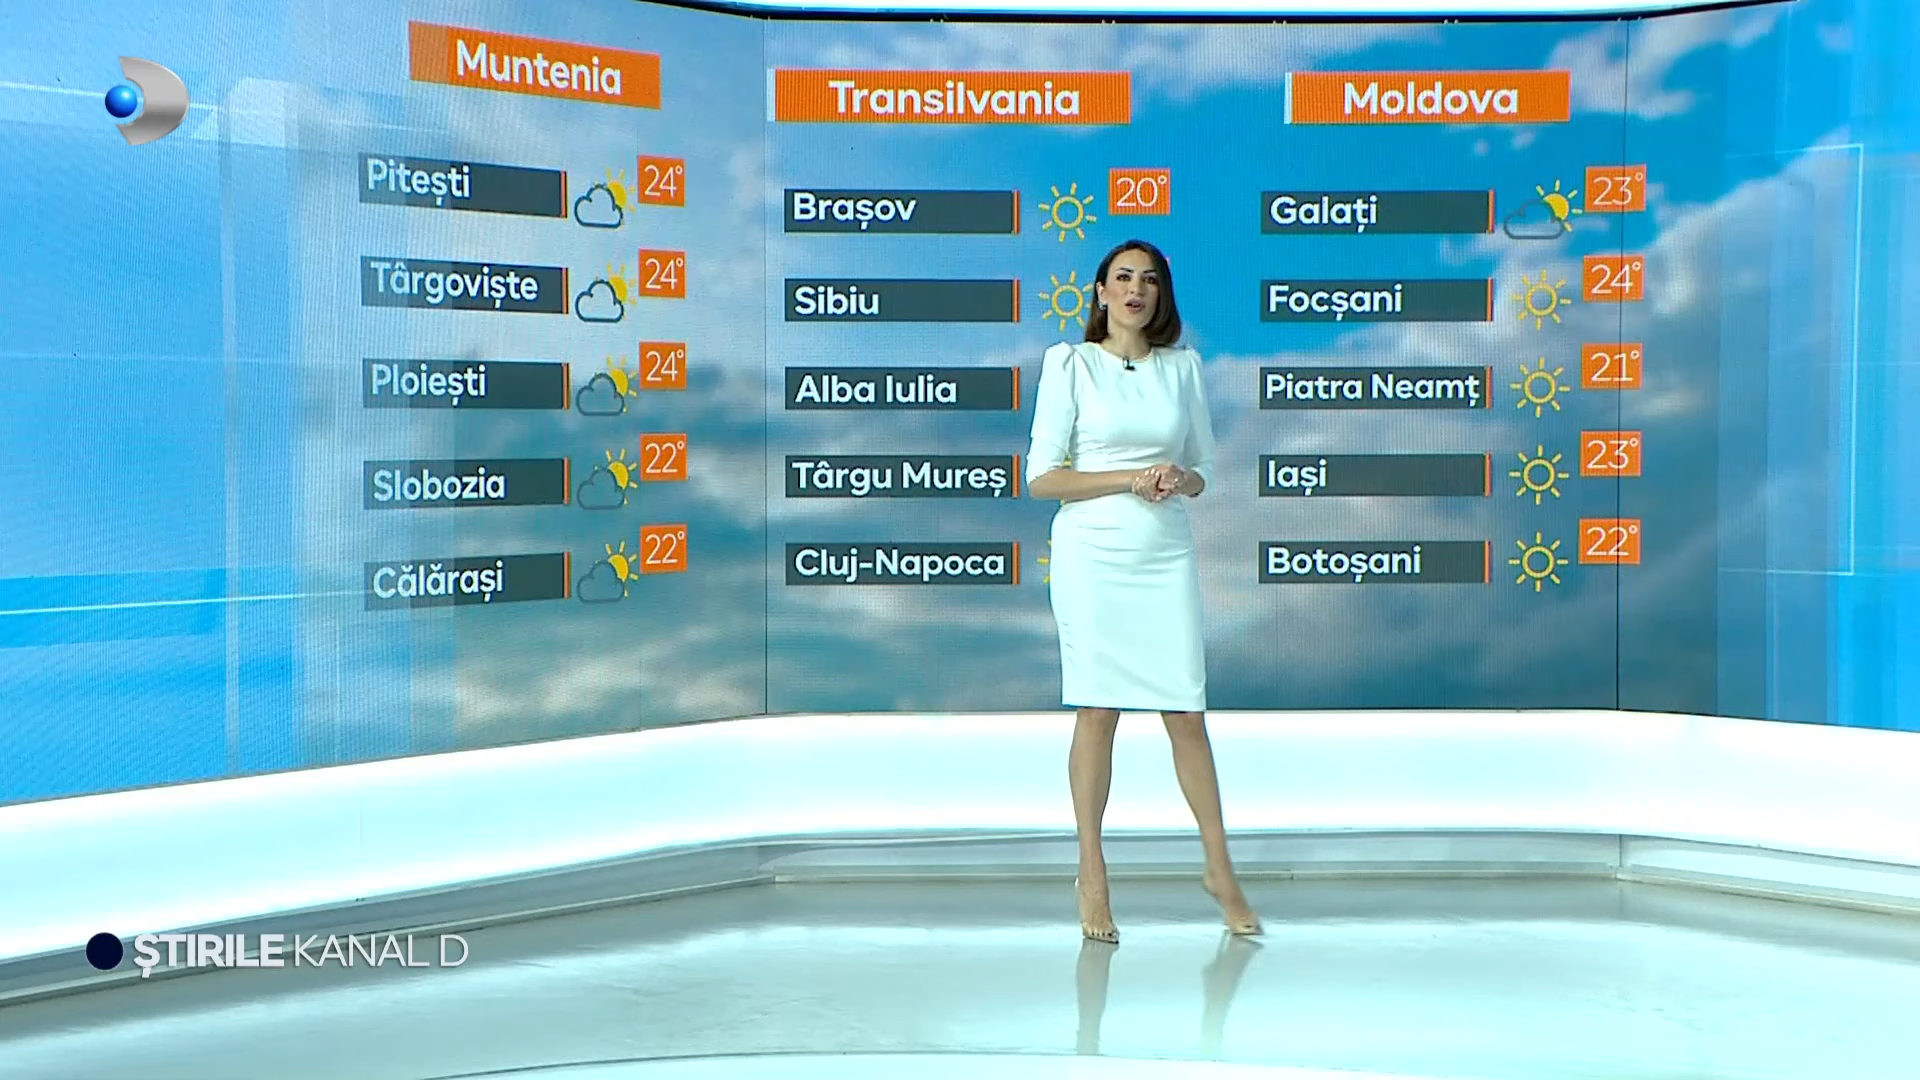 Muntenia
Pitești 24°
Târgoviște 24°
Ploiești 24°
Slobozia 22°
Călărași 22°
Transilvania
Brașov 20°
Sibiu
Alba Iulia
Târgu Mureș
Cluj-Napoca
Moldova
Galați 23°
Focșani 24°
Piatra Neamț 21°
Iași 23°
Botoșani 22°
ȘTIRILE KANAL D